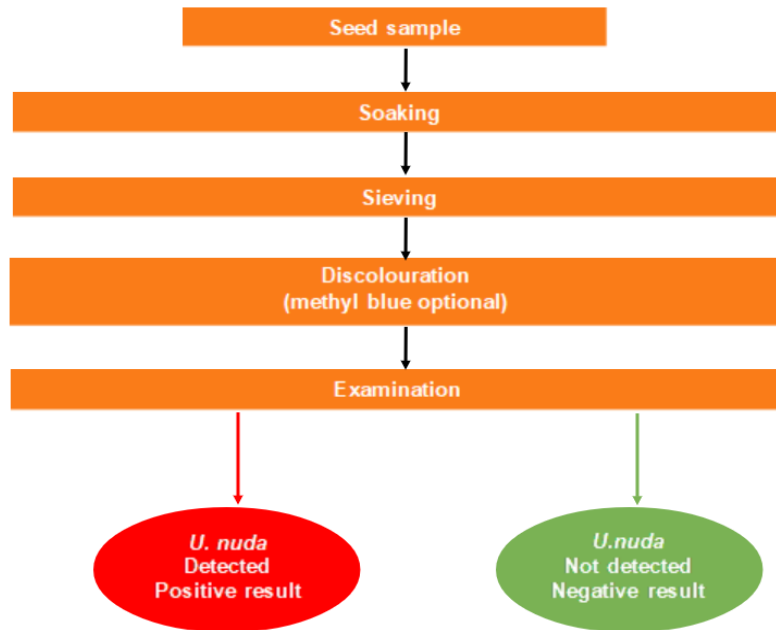 Seed sample
Soaking
Sieving
Discolouration
(methyl blue optional)
Examination
U. nuda
Detected
Positive result
U.nuda
Not detected
Negative result